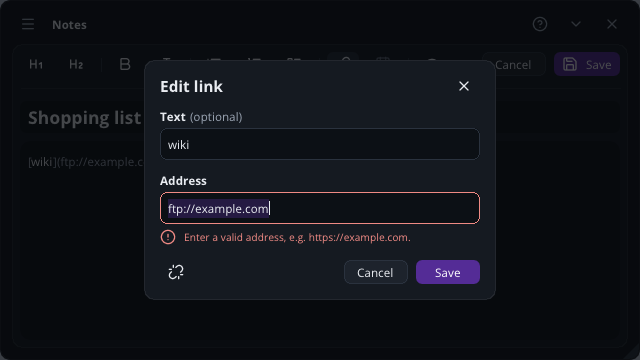 Notes
H1 H2 B Cancel Save
Shopping list
[wiki](ftp://example.c
Edit link
Text (optional)
wiki
Address
ftp://example.com
Enter a valid address, e.g. https://example.com.
Cancel Save